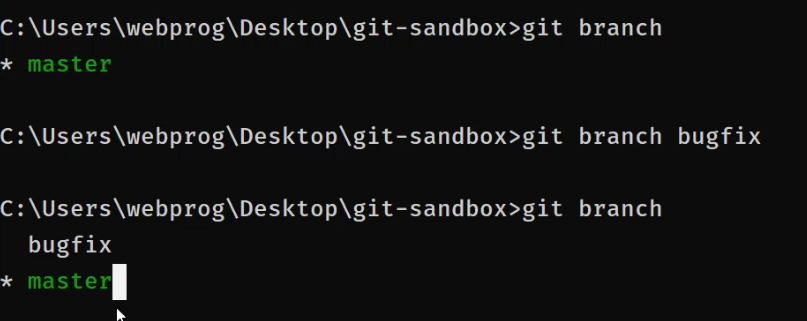 C:\Users\webprog\Desktop\git-sandbox>git branch
* master
C:\Users\webprog\Desktop\git-sandbox>git branch bugfix
C:\Users\webprog\Desktop\git-sandbox>git branch
  bugfix
* master